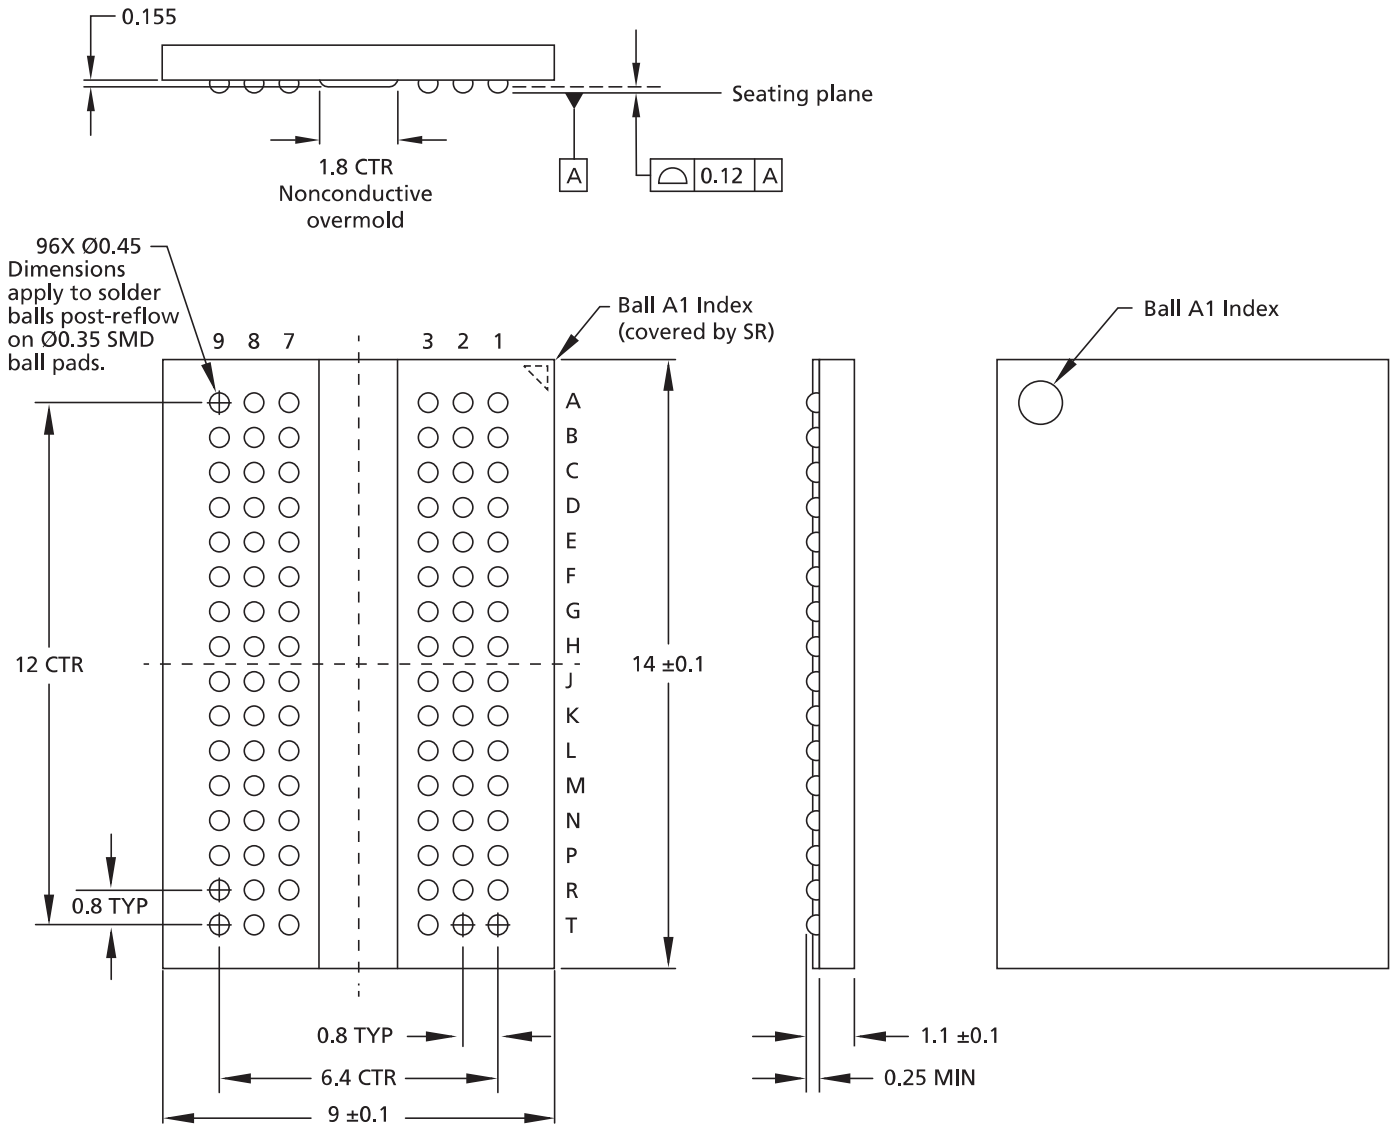 0.155
Seating plane
1.8 CTR
Nonconductive
overmold
A
0.12 A
96X Ø0.45
Dimensions
apply to solder
balls post-reflow
on Ø0.35 SMD
ball pads.
9 8 7 3 2 1
Ball A1 Index
(covered by SR)
Ball A1 Index
A
B
C
D
E
F
G
H
12 CTR
14 ±0.1
J
K
L
M
N
P
R
0.8 TYP
T
0.8 TYP
1.1 ±0.1
6.4 CTR
0.25 MIN
9 ±0.1